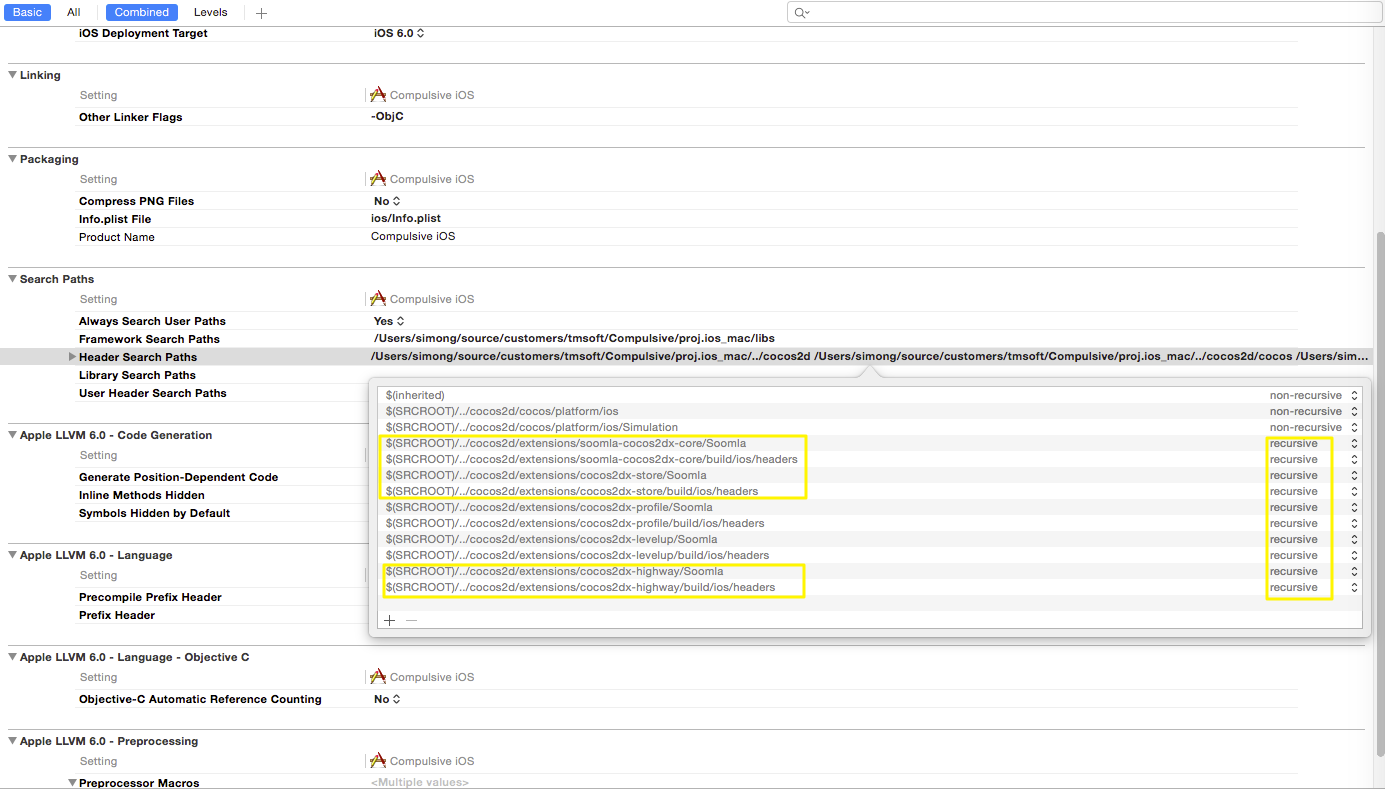 Basic All Combined Levels +
iOS Deployment Target iOS 6.0
Linking
Setting Compulsive iOS
Other Linker Flags -ObjC
Packaging
Setting Compulsive iOS
Compress PNG Files No
Info.plist File ios/Info.plist
Product Name Compulsive iOS
Search Paths
Setting Compulsive iOS
Always Search User Paths Yes
Framework Search Paths /Users/simong/source/customers/tmsoft/Compulsive/proj.ios_mac/libs
Header Search Paths /Users/simong/source/customers/tmsoft/Compulsive/proj.ios_mac/../cocos2d /Users/simong/source/customers/tmsoft/Compulsive/proj.ios_mac/../cocos2d/cocos /Users/sim...
Library Search Paths
User Header Search Paths
$(inherited) non-recursive
$(SRCROOT)/../cocos2d/cocos/platform/ios non-recursive
$(SRCROOT)/../cocos2d/cocos/platform/ios/Simulation non-recursive
$(SRCROOT)/../cocos2d/extensions/soomla-cocos2dx-core/Soomla recursive
$(SRCROOT)/../cocos2d/extensions/soomla-cocos2dx-core/build/ios/headers recursive
$(SRCROOT)/../cocos2d/extensions/cocos2dx-store/Soomla recursive
$(SRCROOT)/../cocos2d/extensions/cocos2dx-store/build/ios/headers recursive
$(SRCROOT)/../cocos2d/extensions/cocos2dx-profile/Soomla recursive
$(SRCROOT)/../cocos2d/extensions/cocos2dx-profile/build/ios/headers recursive
$(SRCROOT)/../cocos2d/extensions/cocos2dx-levelup/Soomla recursive
$(SRCROOT)/../cocos2d/extensions/cocos2dx-levelup/build/ios/headers recursive
$(SRCROOT)/../cocos2d/extensions/cocos2dx-highway/Soomla recursive
$(SRCROOT)/../cocos2d/extensions/cocos2dx-highway/build/ios/headers recursive
Apple LLVM 6.0 - Code Generation
Setting
Generate Position-Dependent Code
Inline Methods Hidden
Symbols Hidden by Default
Apple LLVM 6.0 - Language
Setting
Precompile Prefix Header
Prefix Header
Apple LLVM 6.0 - Language - Objective C
Setting Compulsive iOS
Objective-C Automatic Reference Counting No
Apple LLVM 6.0 - Preprocessing
Setting Compulsive iOS
Preprocessor Macros <Multiple values>